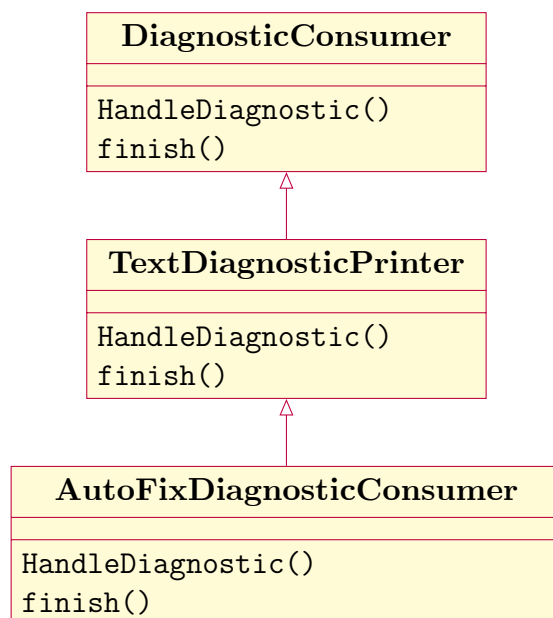 DiagnosticConsumer
HandleDiagnostic()
finish()
TextDiagnosticPrinter
HandleDiagnostic()
finish()
AutoFixDiagnosticConsumer
HandleDiagnostic()
finish()